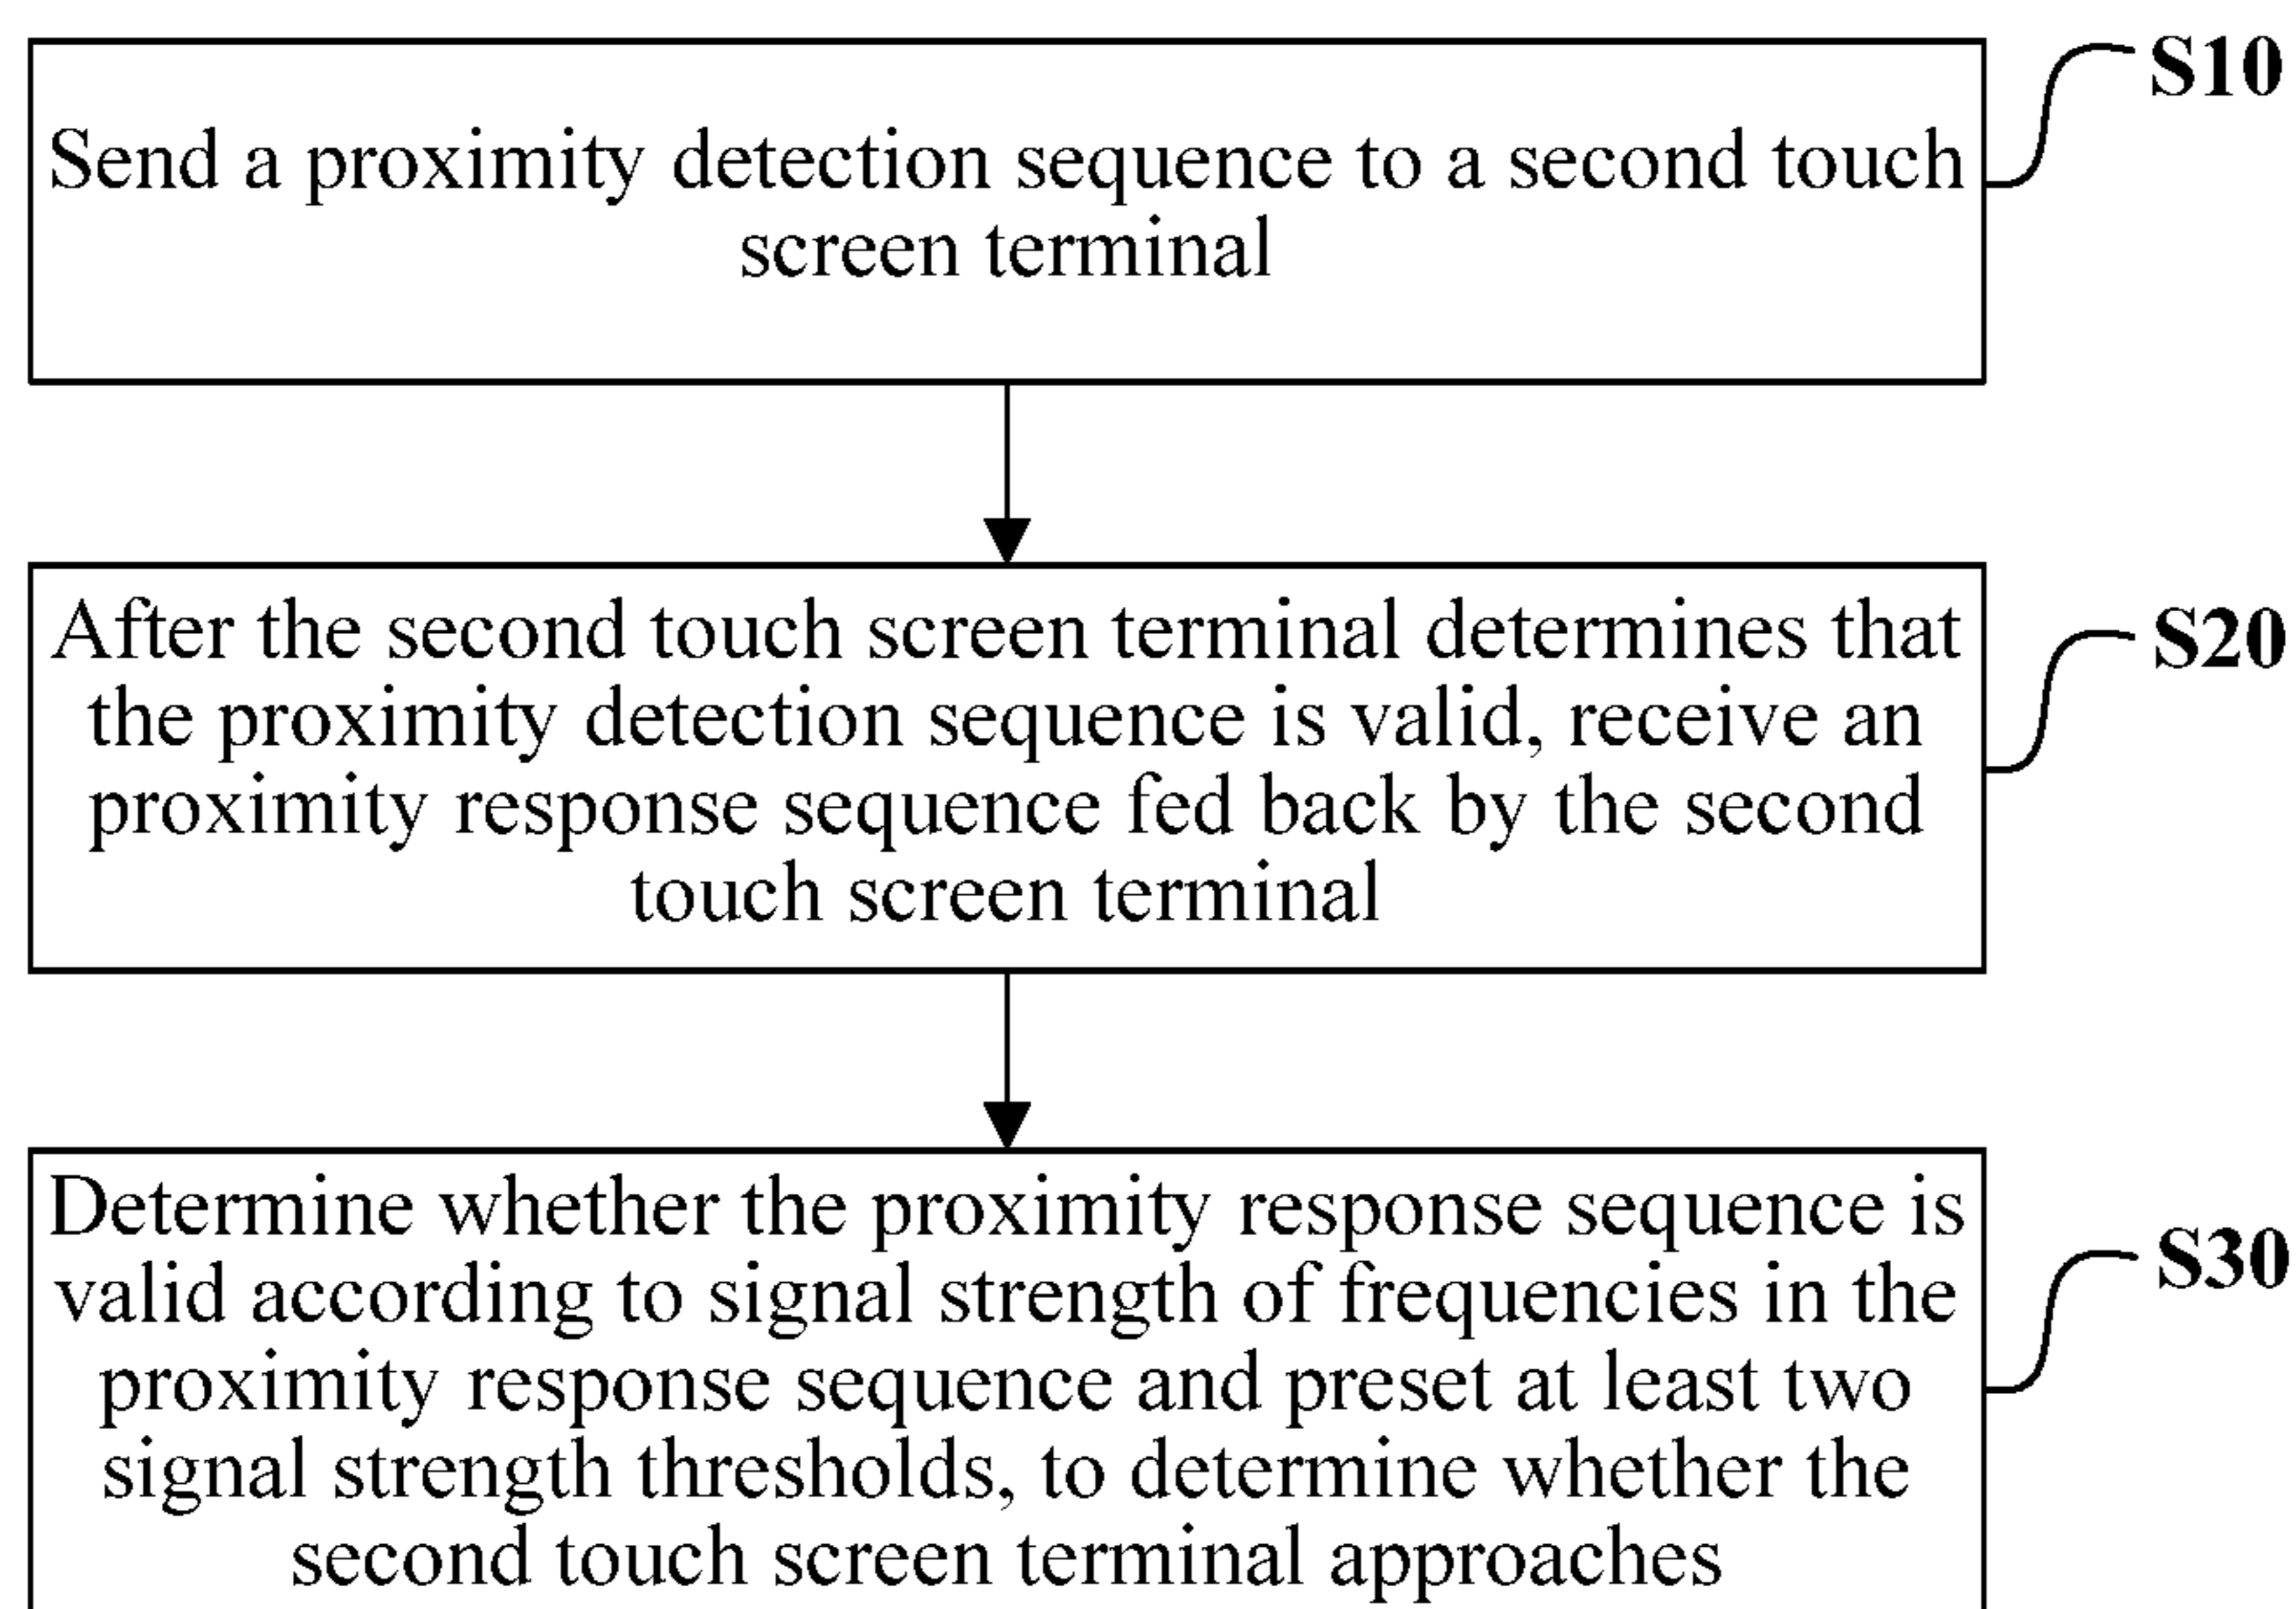 S10
Send a proximity detection sequence to a second touch
screen terminal
After the second touch screen terminal determines that
the proximity detection sequence is valid, receive an
proximity response sequence fed back by the second
touch screen terminal
S20
Determine whether the proximity response sequence is
valid according to signal strength of frequencies in the
proximity response sequence and preset at least two
signal strength thresholds, to determine whether the
second touch screen terminal approaches
S30